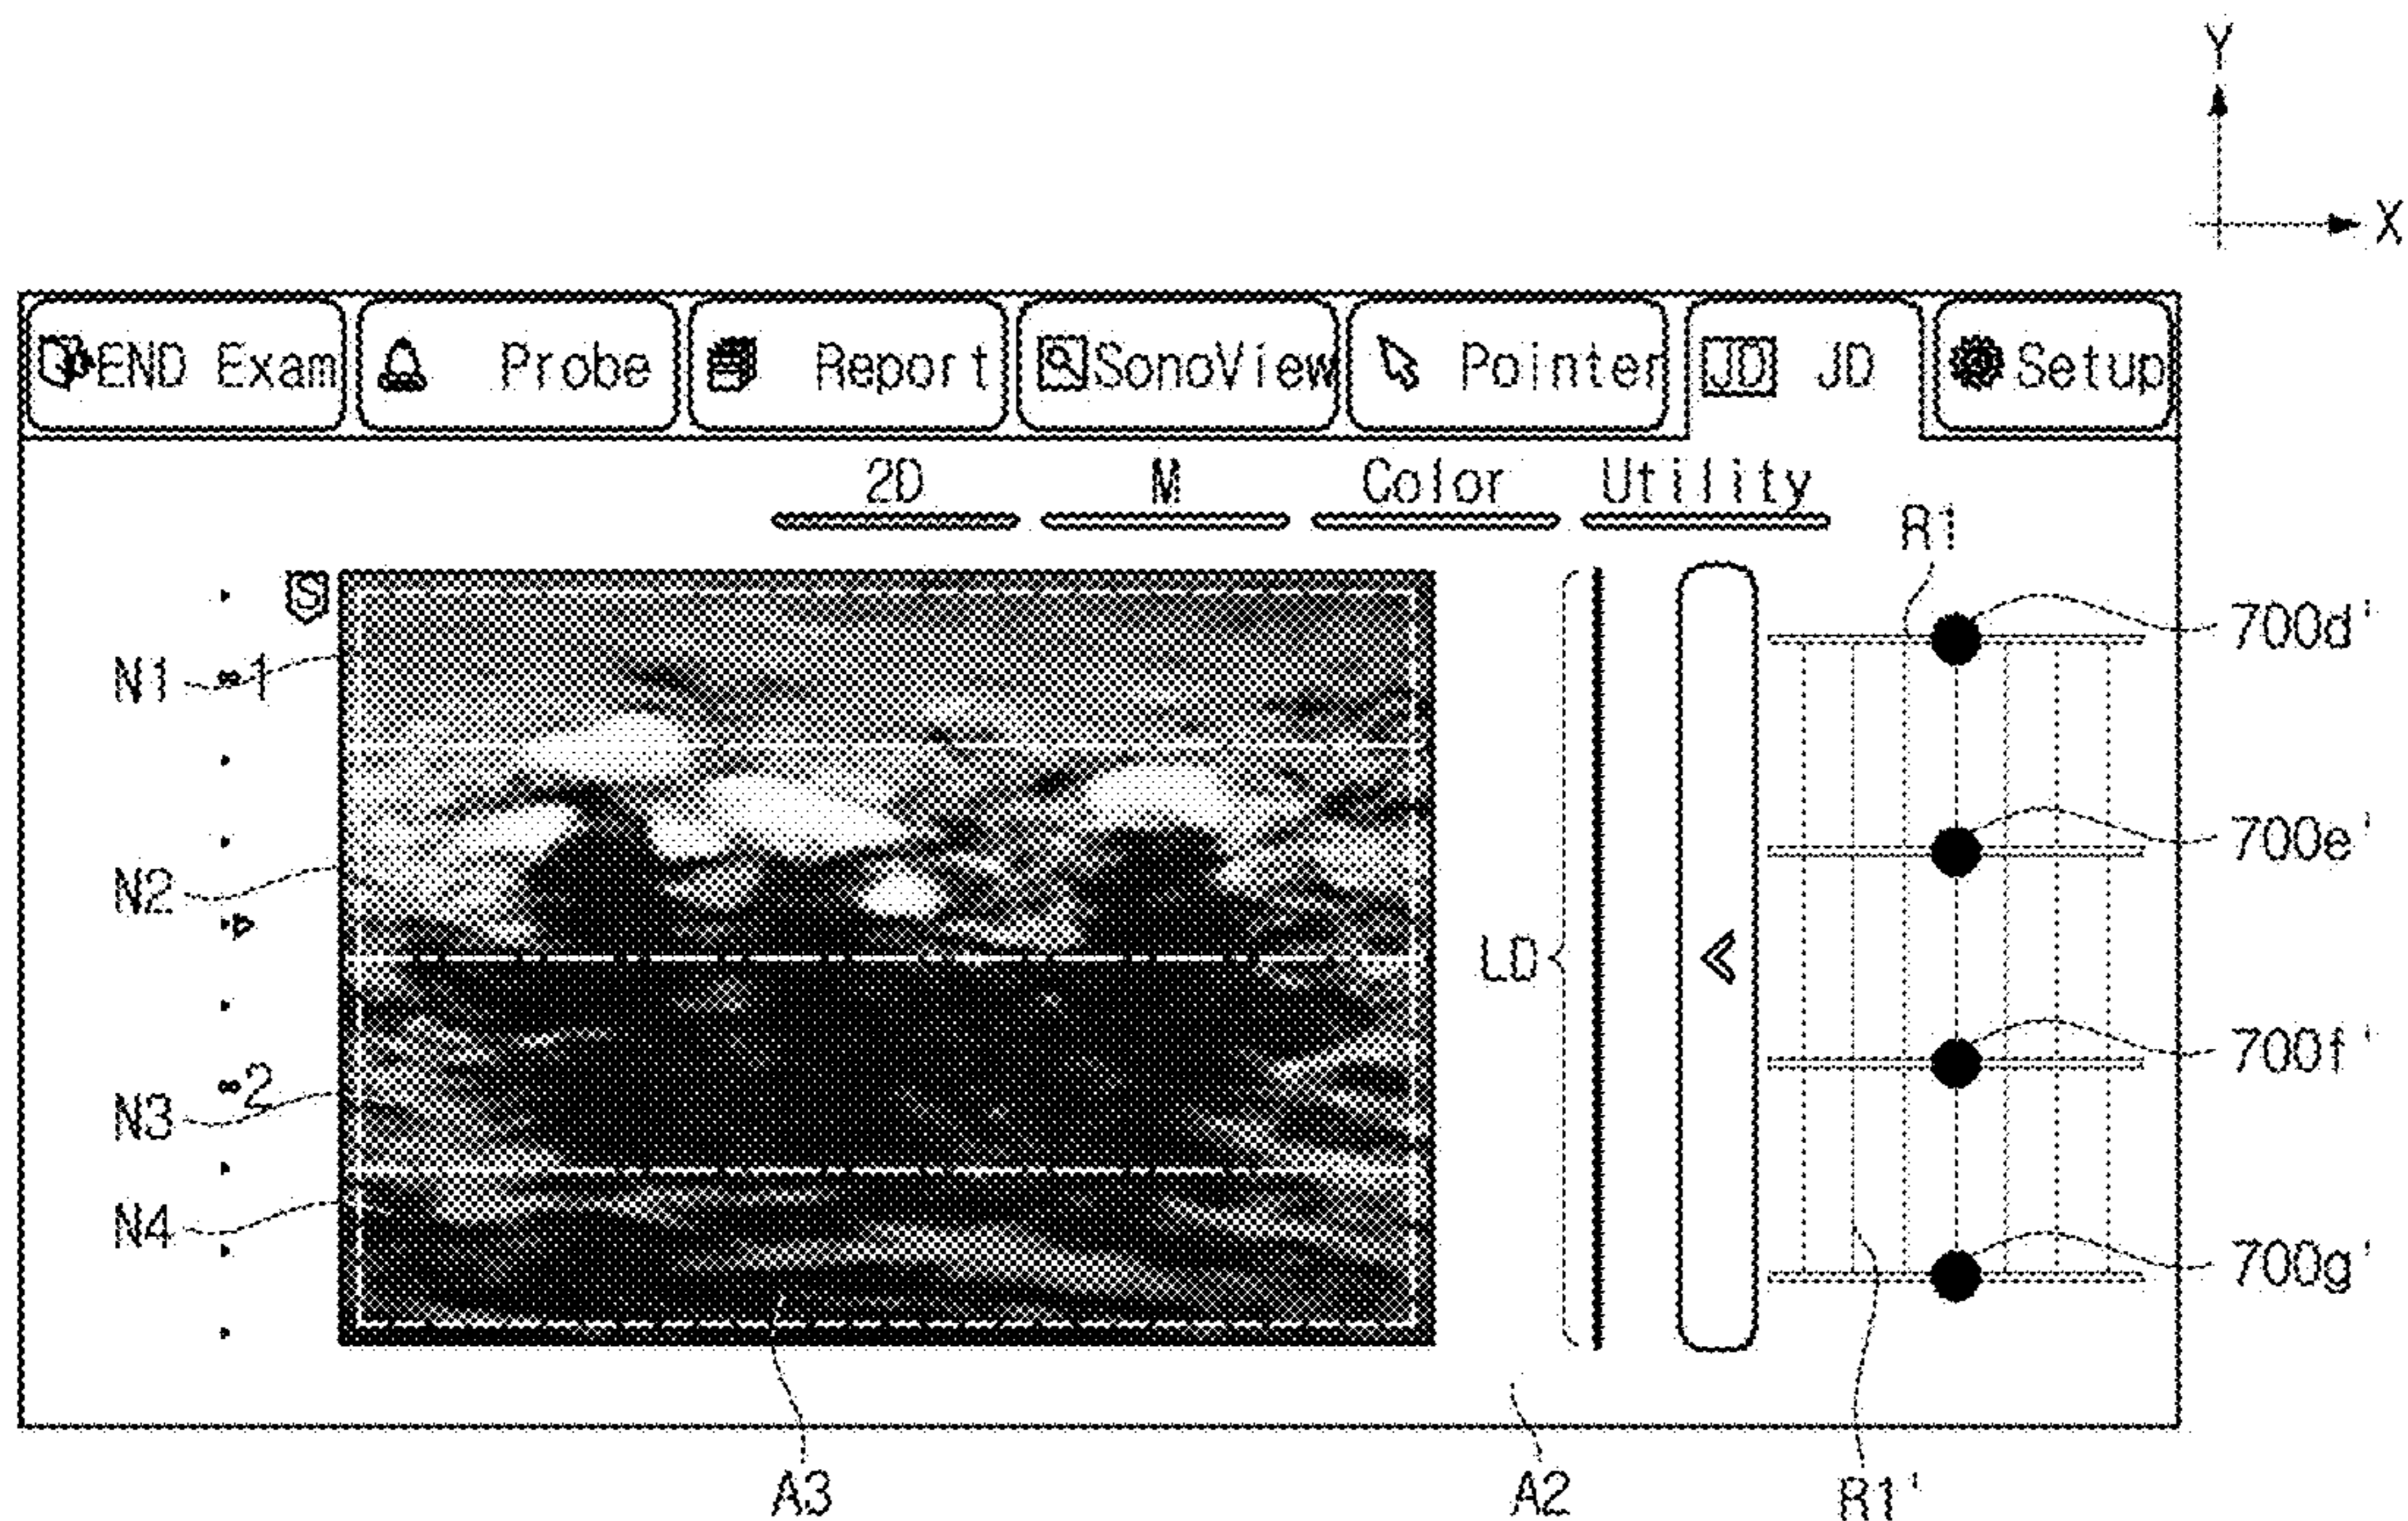 Y
X
END Exam Probe Report SonoView Pointer JD JD Setup
2D M Color Utility
R1
S
700d'
N1 1
700e'
N2
LD
700f'
2
N3
N4
700g'
A3 A2 R1'